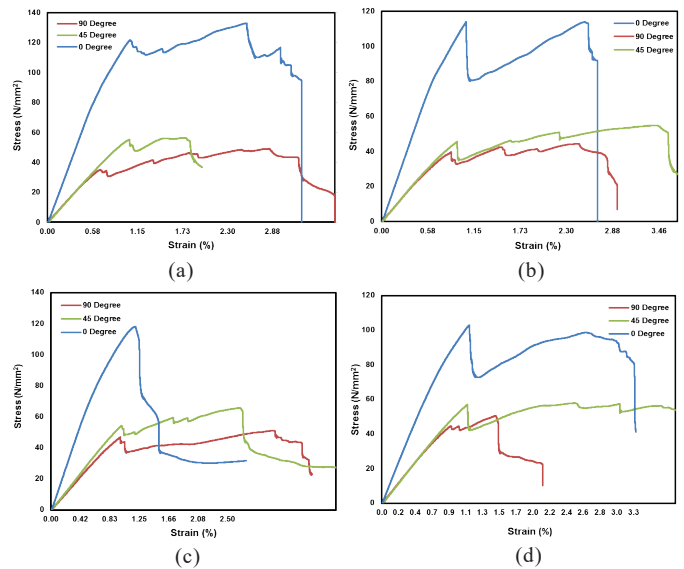 140
120
100
80
60
40
20
0
Stress (N/mm²)
90 Degree
45 Degree
0 Degree
0.00 0.58 1.15 1.73 2.30 2.88
Strain (%)
(a)
120
100
80
60
40
20
0
Stress (N/mm²)
0 Degree
90 Degree
45 Degree
0.00 0.58 1.15 1.73 2.30 2.88 3.46
Strain (%)
(b)
140
120
100
80
60
40
20
0
Stress (N/mm²)
90 Degree
45 Degree
0 Degree
0.00 0.42 0.83 1.25 1.66 2.08 2.50
Strain (%)
(c)
120
100
80
60
40
20
0
Stress (N/mm²)
90 Degree
45 Degree
0 Degree
0.0 0.2 0.4 0.7 0.9 1.1 1.3 1.5 1.7 2.0 2.2 2.4 2.6 2.8 3.0 3.3
Strain (%)
(d)